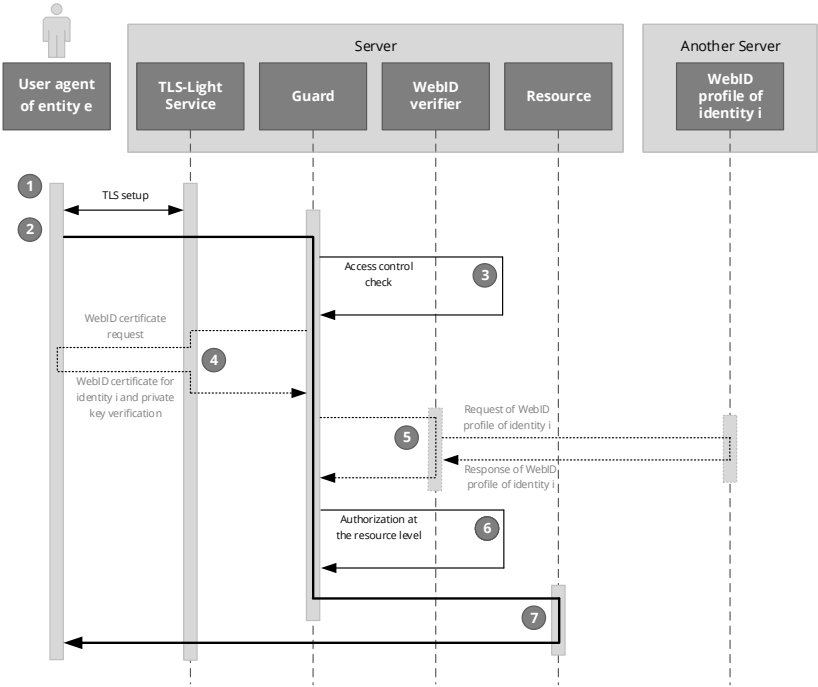 Server
Another Server
User agent
of entity e
TLS-Light
Service
Guard
WebID
verifier
Resource
WebID
profile of
identity i
1
TLS setup
2
Access control
check
3
WebID certificate
request
4
WebID certificate for
identity i and private
key verification
5
Request of WebID
profile of identity i
Response of WebID
profile of identity i
Authorization at
the resource level
6
7